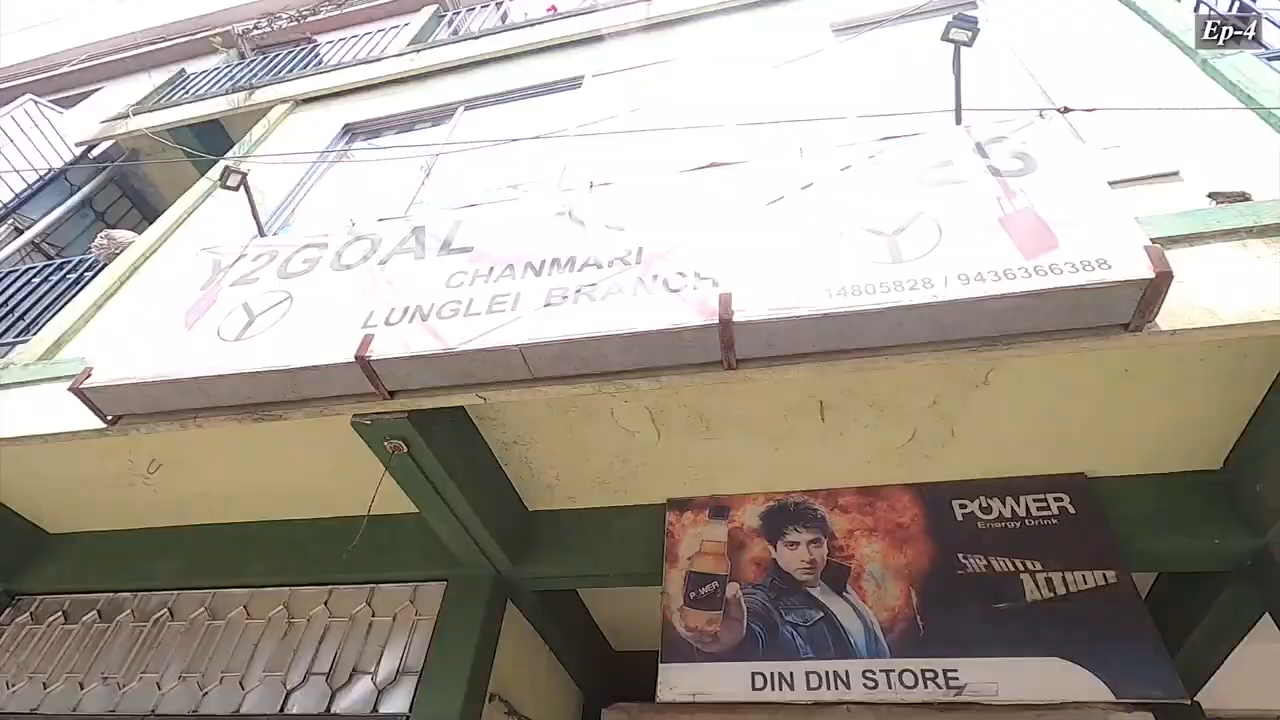 Ep-4
Y2GOAL
CHANMARI
LUNGLEI BRANCH
14805828 / 9436366388
POWER
Energy Drink
SIP INTO
ACTION
POWER
DIN DIN STORE